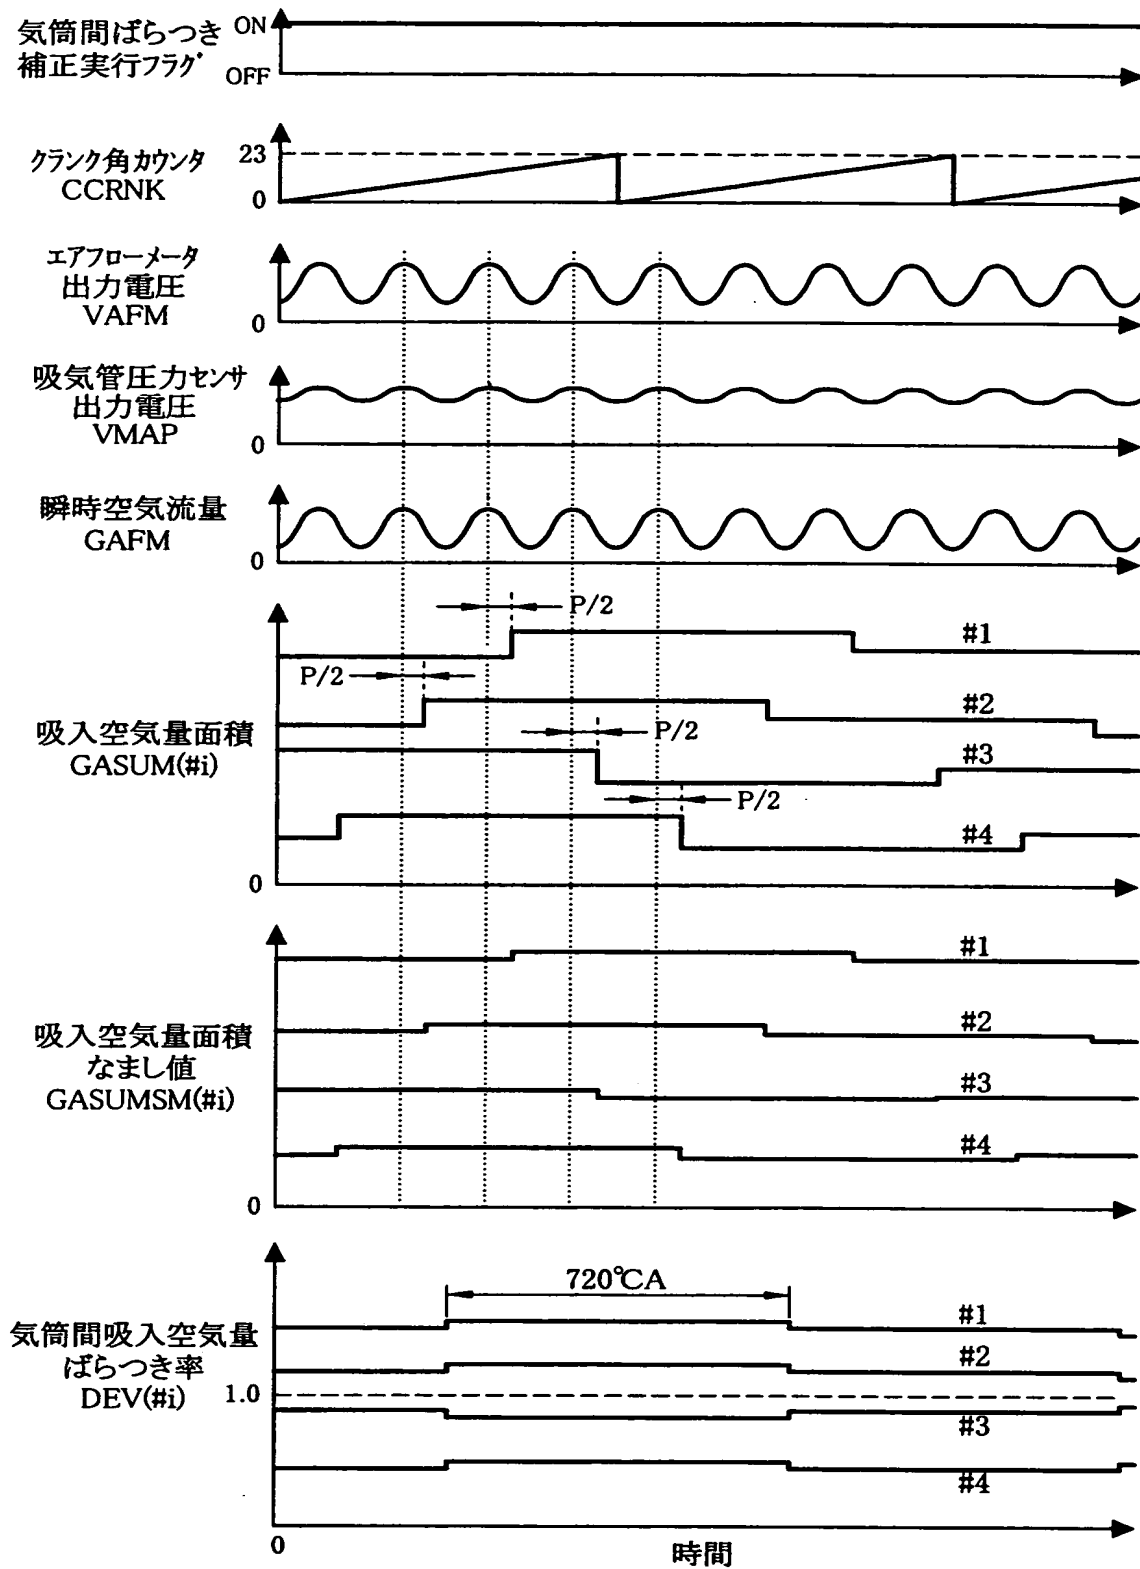 気筒間ばらつき ON
補正実行フラグ OFF
クランク角カウンタ 23
CCRNK 0
エアフローメータ
出力電圧
VAFM 0
吸気管圧力センサ
出力電圧
VMAP 0
瞬時空気流量
GAFM 0
P/2
#1
P/2
#2
P/2
吸入空気量面積
GASUM(#i)
#3
P/2
#4
0
#1
#2
吸入空気量面積
なまし値
GASUMSM(#i)
#3
#4
0
720°CA
#1
気筒間吸入空気量
ばらつき率
DEV(#i) 1.0
#2
#3
#4
0
時間